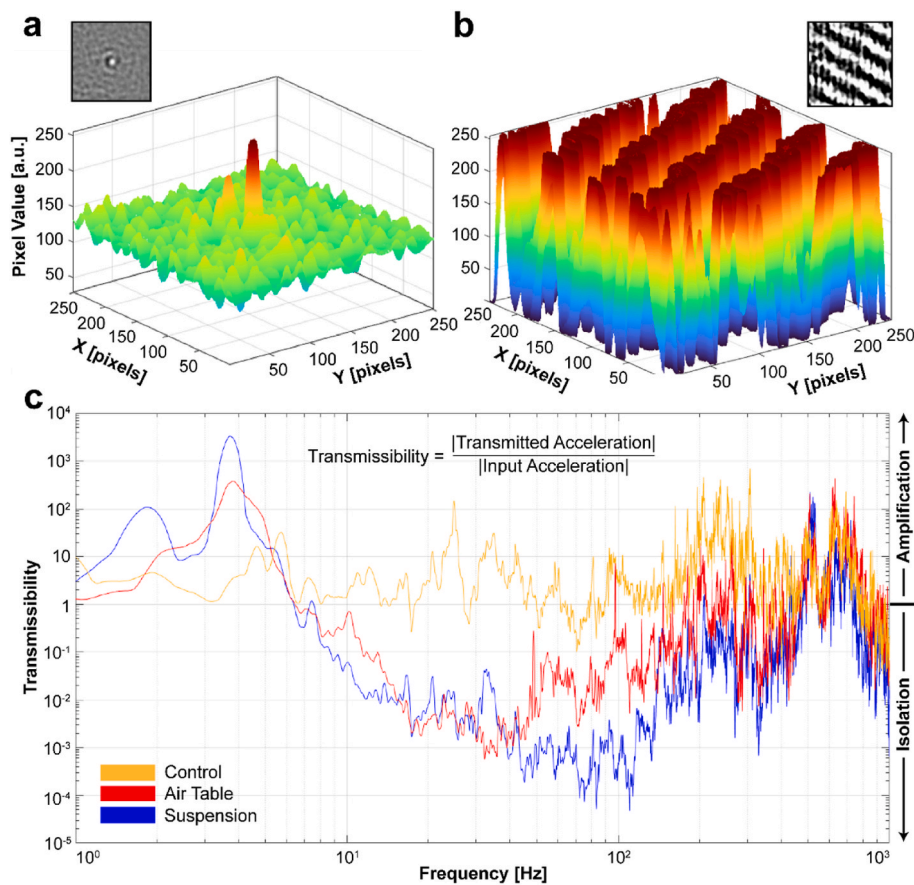 a
b
Pixel Value [a.u.]
250
200
150
100
50
250
200
150
100
50
X [pixels]
50
100
150
200
250
Y [pixels]
250
200
150
100
50
250
200
150
100
50
X [pixels]
50
100
150
200
250
Y [pixels]
c
Transmissibility = |Transmitted Acceleration|
|Input Acceleration|
Transmissibility
10⁴
10³
10²
10
1
10⁻¹
10⁻²
10⁻³
10⁻⁴
10⁻⁵
Control
Air Table
Suspension
10⁰
10¹
10²
10³
Frequency [Hz]
Amplification
Isolation